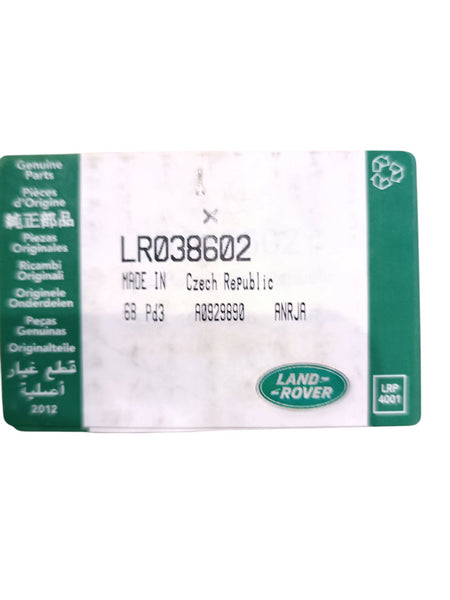 Genuine
Parts
Pièces
d'Origine
純正部品
Piezas
Originales
Ricambi
Originali
Originele
Onderdelen
Peças
Genuinas
Originalteile
قطع غيار
أصلية
2012
LR038602
MADE IN Czech Republic
68 Pd3 A0929890 ANRJA
LAND-
-ROVER
LRP
4001